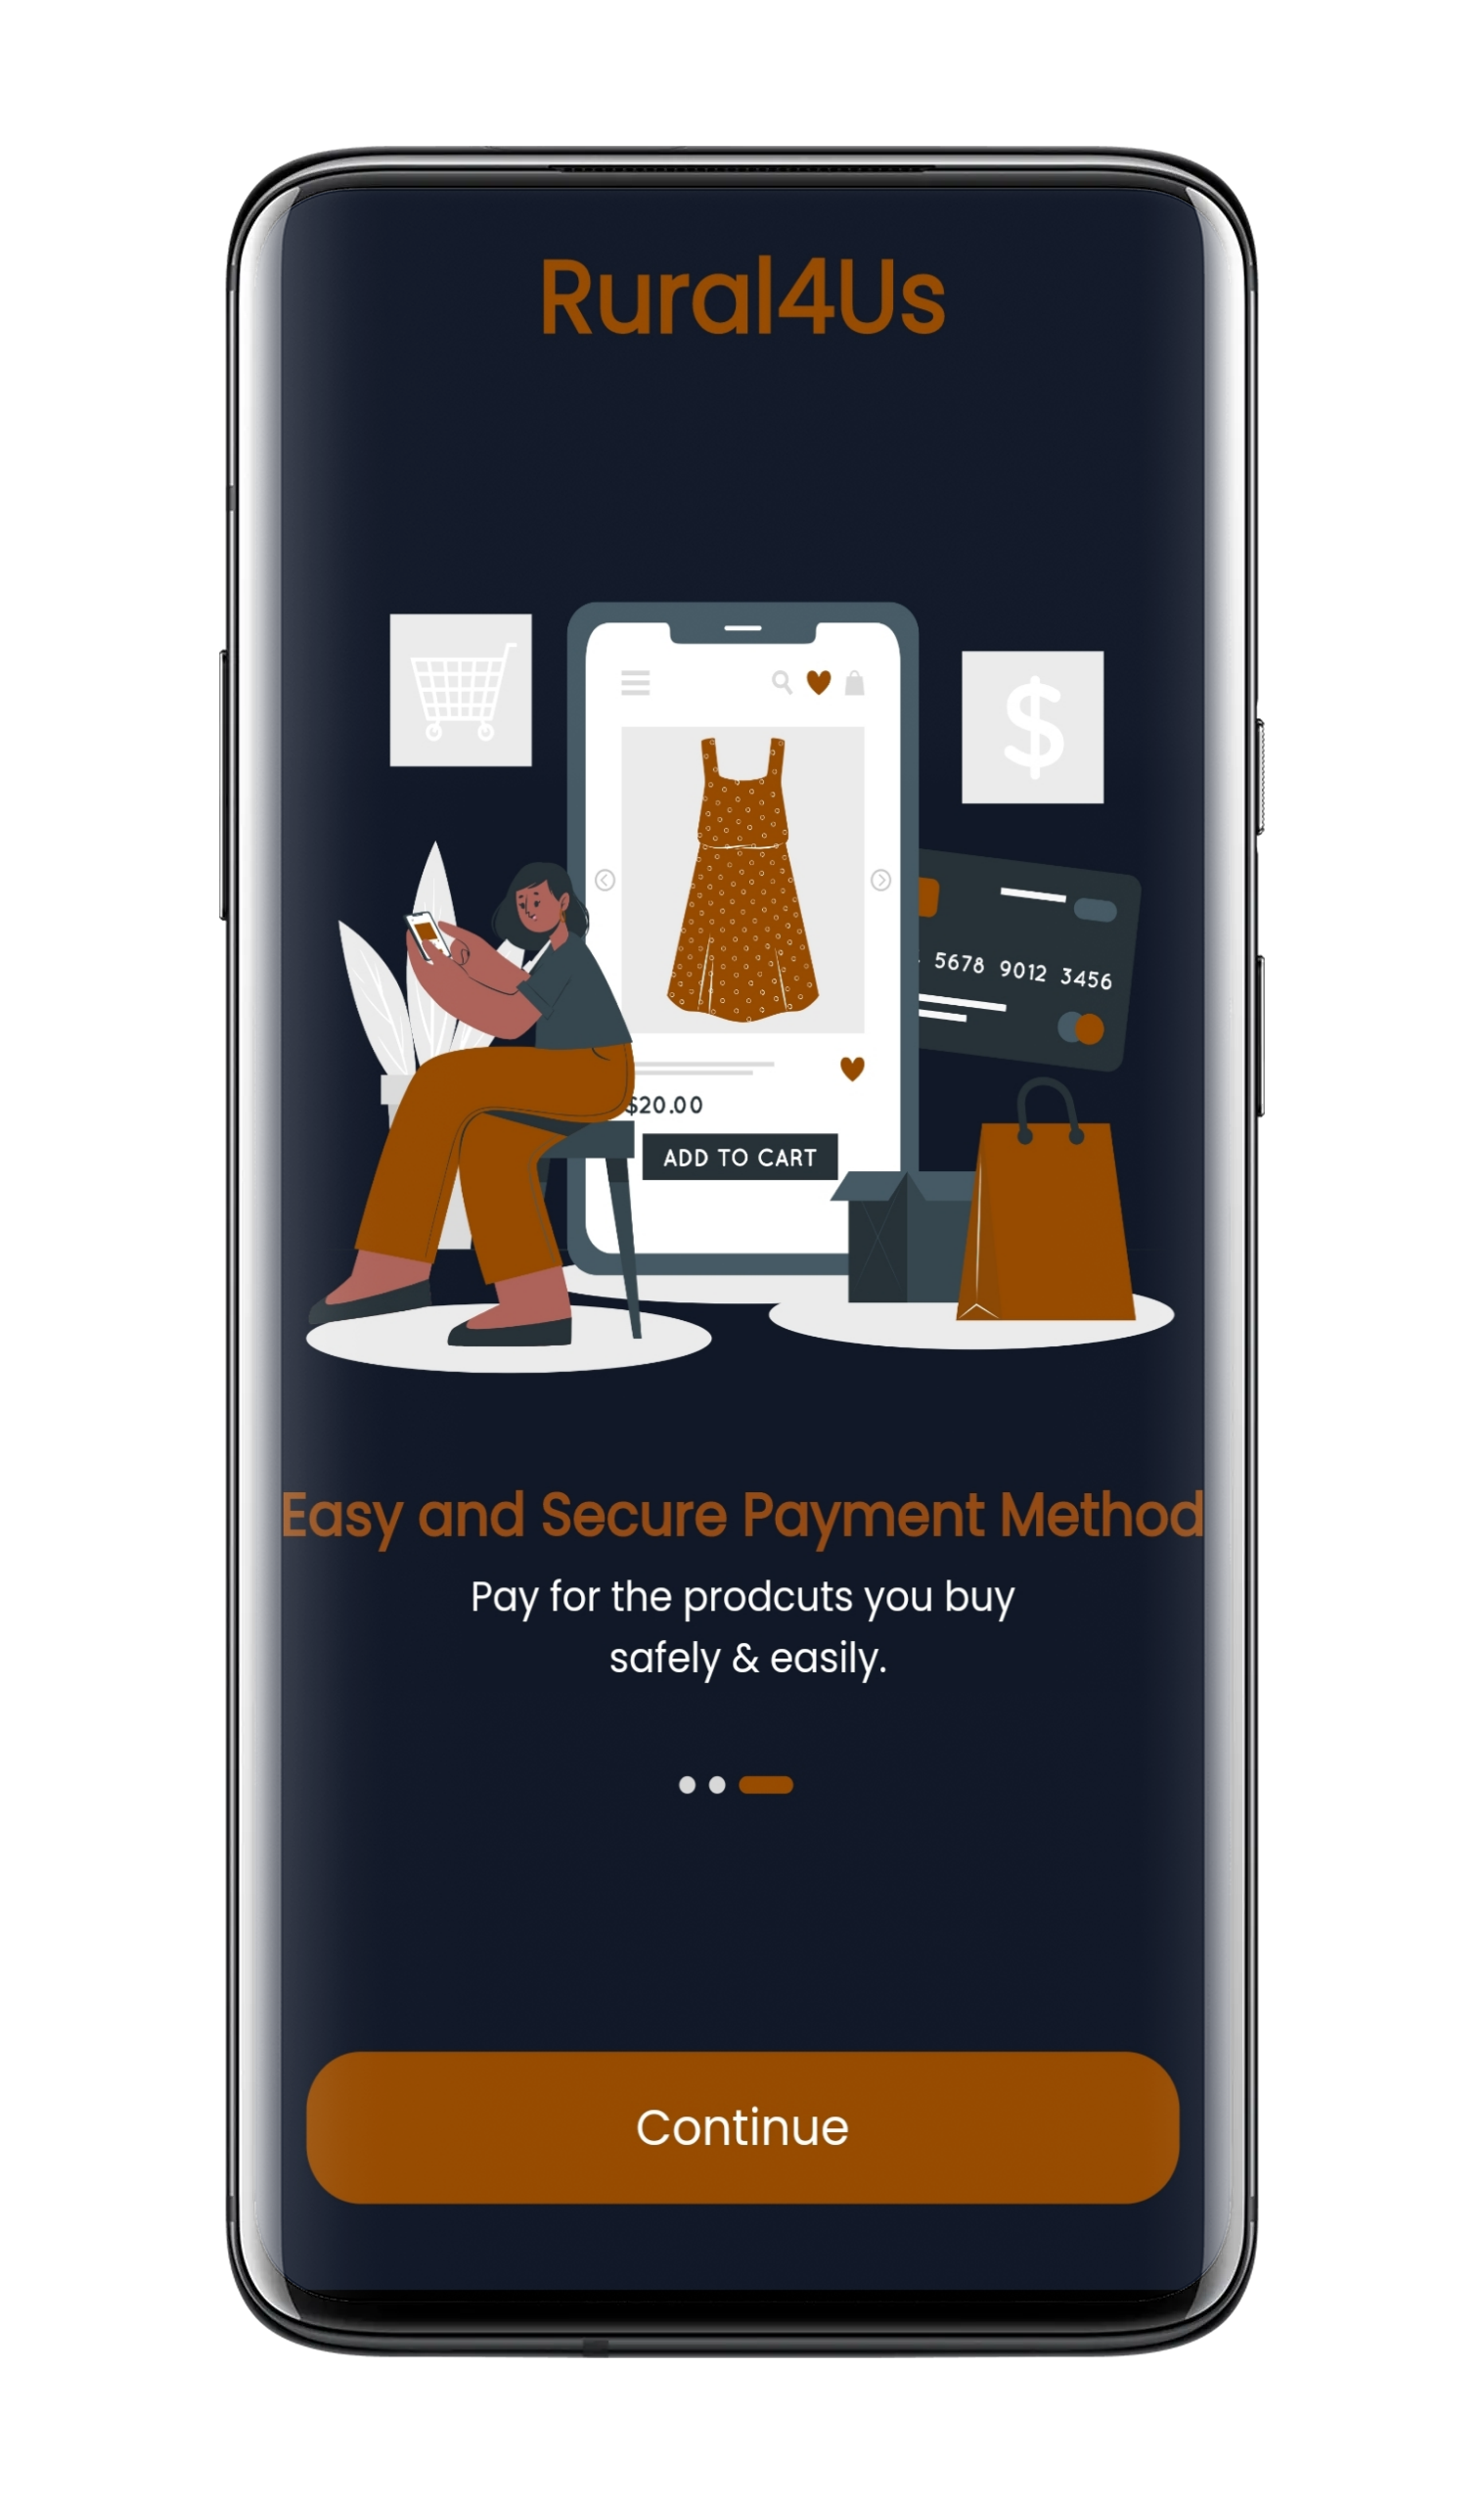 Rural4Us
5678 9012 3456
$20.00
ADD TO CART
Easy and Secure Payment Method
Pay for the prodcuts you buy
safely & easily.
Continue